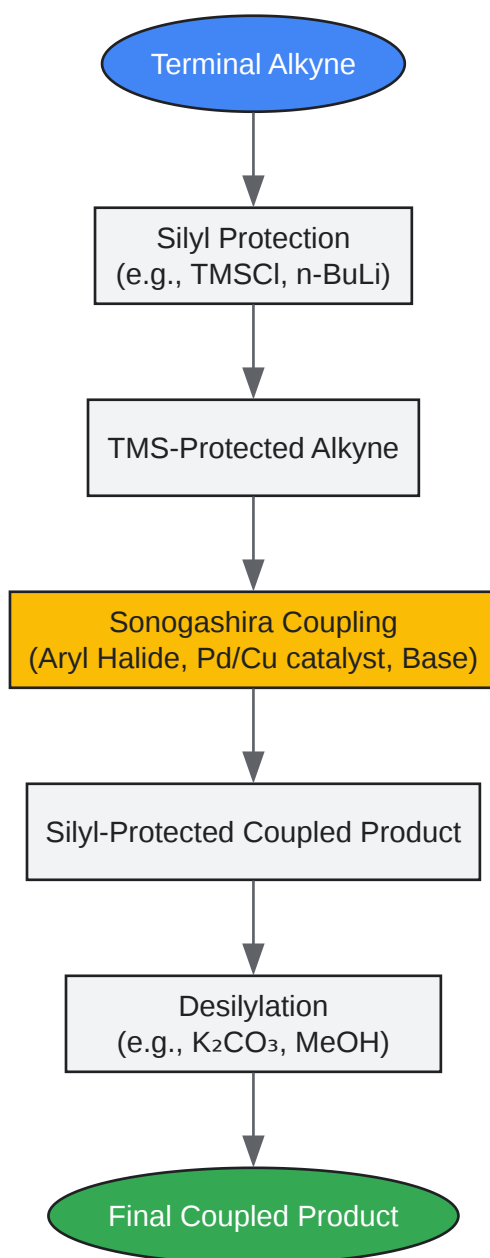 Terminal Alkyne
Silyl Protection
(e.g., TMSCl, n-BuLi)
TMS-Protected Alkyne
Sonogashira Coupling
(Aryl Halide, Pd/Cu catalyst, Base)
Silyl-Protected Coupled Product
Desilylation
(e.g., K₂CO₃, MeOH)
Final Coupled Product